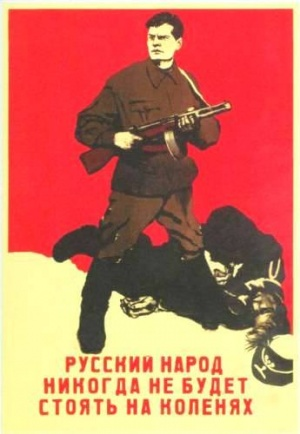 РУССКИЙ НАРОД
НИКОГДА НЕ БУДЕТ
СТОЯТЬ НА КОЛЕНЯХ